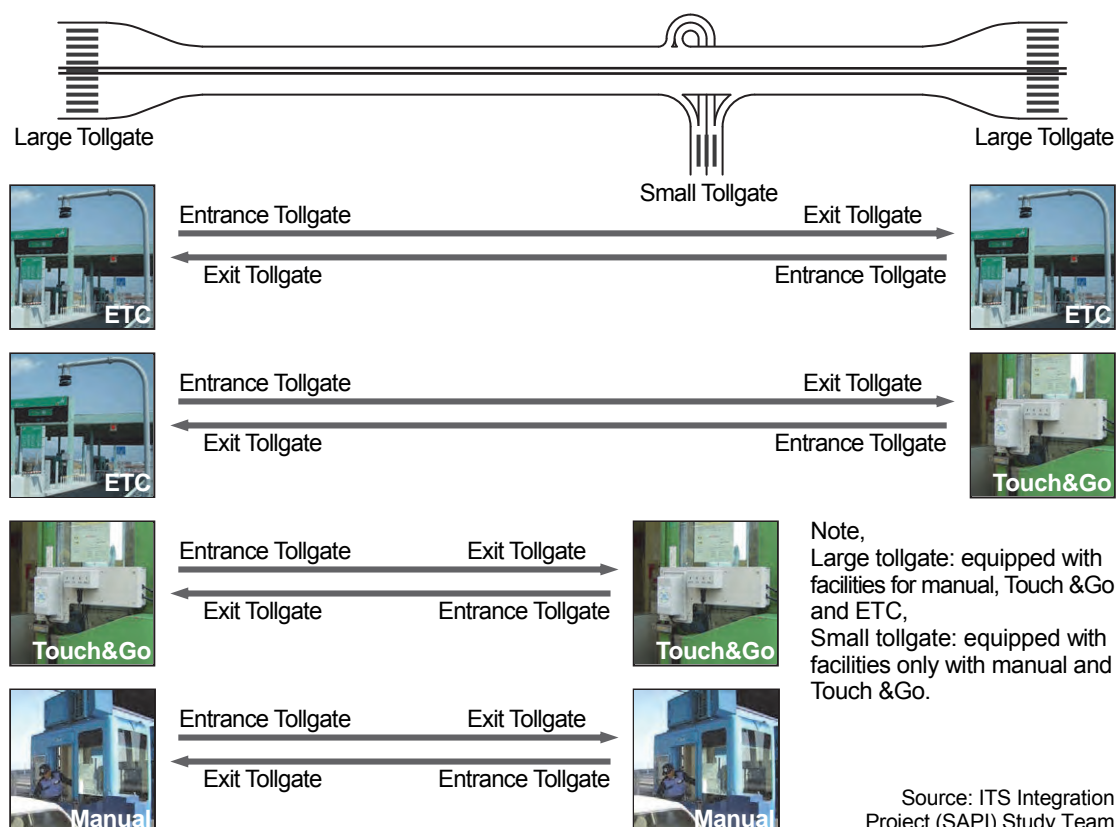 Large Tollgate
Large Tollgate
Small Tollgate
Entrance Tollgate
Exit Tollgate
Exit Tollgate
Entrance Tollgate
ETC
ETC
Entrance Tollgate
Exit Tollgate
Exit Tollgate
Entrance Tollgate
ETC
Touch&Go
Entrance Tollgate
Exit Tollgate
Exit Tollgate
Entrance Tollgate
Touch&Go
Touch&Go
Note,
Large tollgate: equipped with
facilities for manual, Touch &Go
and ETC,
Small tollgate: equipped with
facilities only with manual and
Touch &Go.
Entrance Tollgate
Exit Tollgate
Exit Tollgate
Entrance Tollgate
Manual
Manual
Source: ITS Integration
Project (SAPI) Study Team